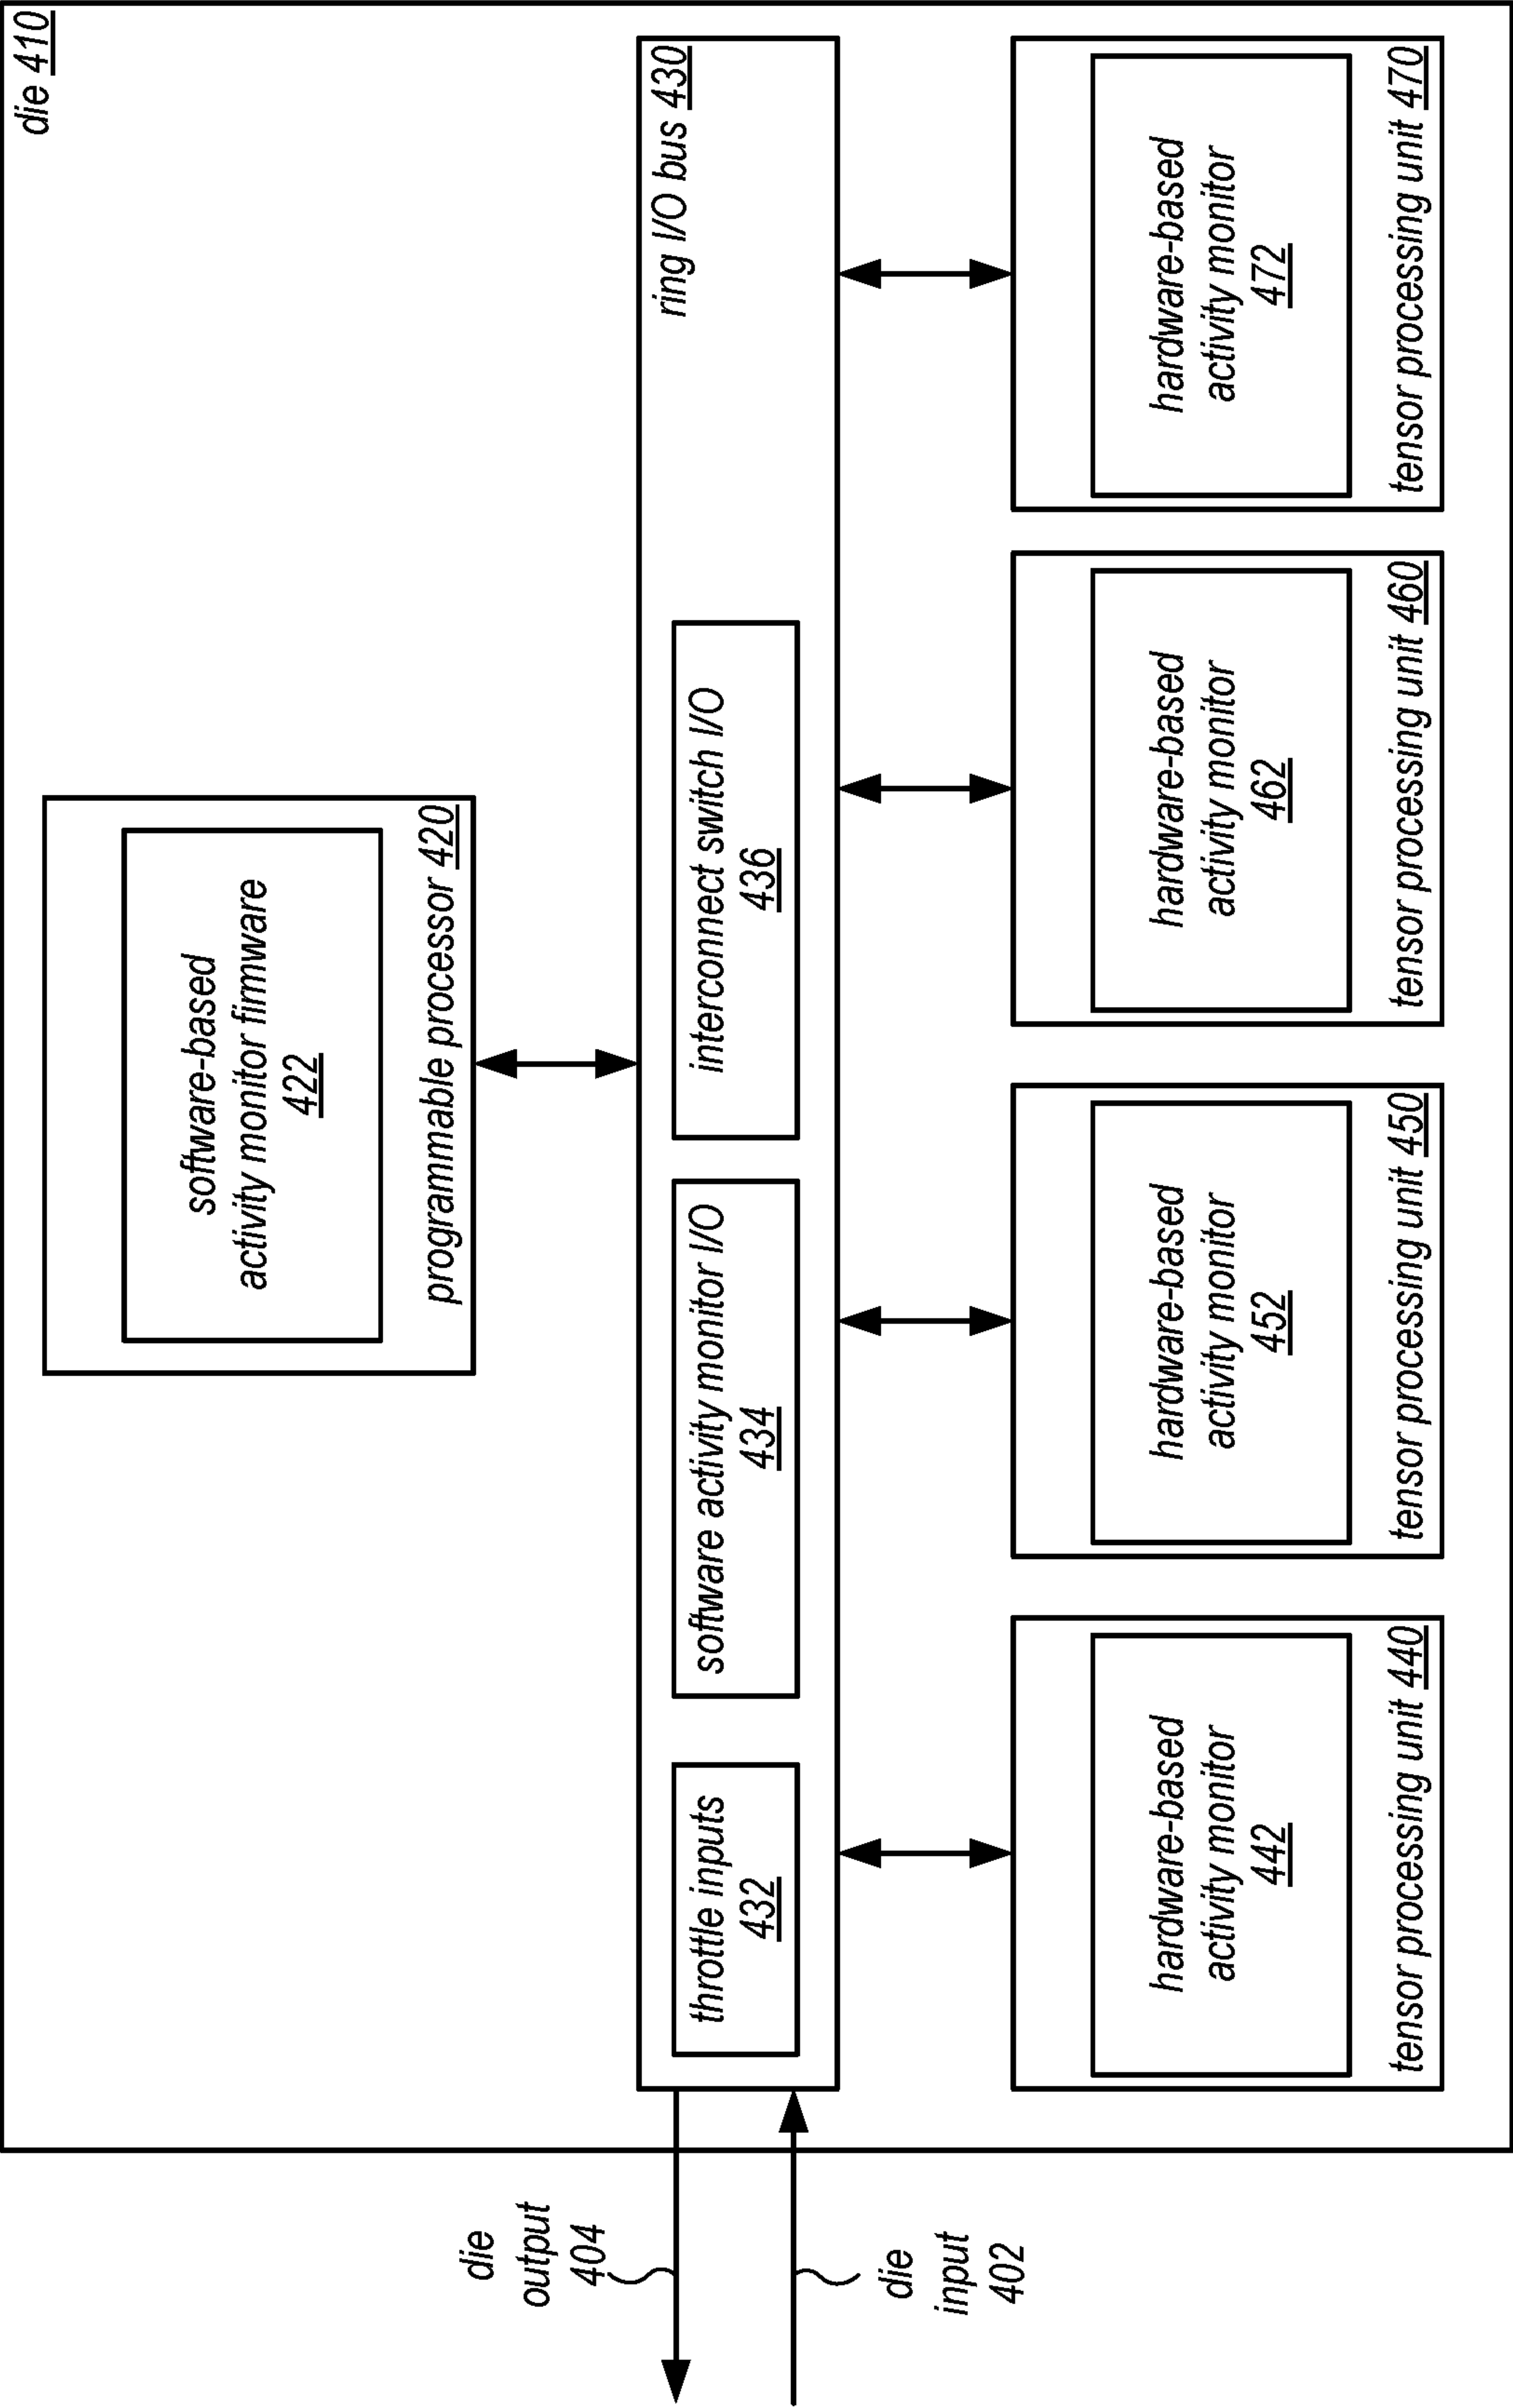 die 410
software-based
activity monitor firmware
422
programmable processor 420
ring I/O bus 430
throttle inputs
432
software activity monitor I/O
434
interconnect switch I/O
436
die
output
404
die
input
402
hardware-based
activity monitor
442
tensor processing unit 440
hardware-based
activity monitor
452
tensor processing unit 450
hardware-based
activity monitor
462
tensor processing unit 460
hardware-based
activity monitor
472
tensor processing unit 470